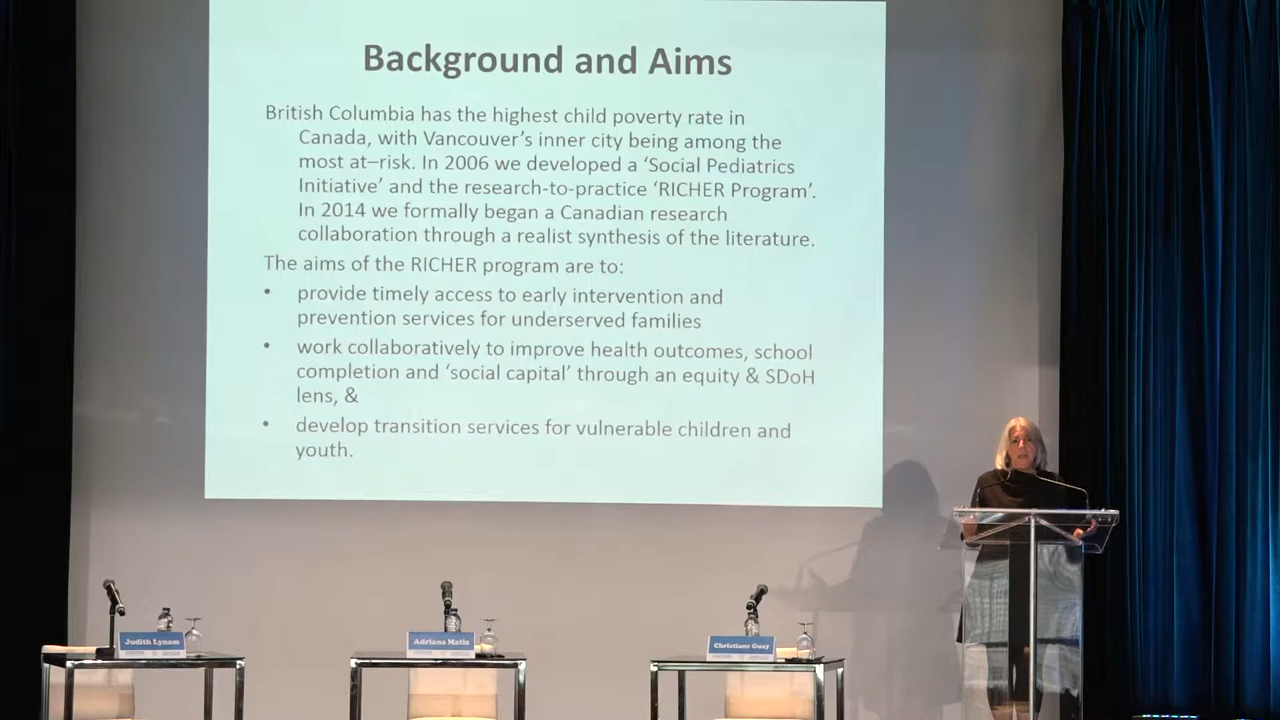 Background and Aims
British Columbia has the highest child poverty rate in
Canada, with Vancouver's inner city being among the
most at–risk. In 2006 we developed a 'Social Pediatrics
Initiative' and the research-to-practice 'RICHER Program'.
In 2014 we formally began a Canadian research
collaboration through a realist synthesis of the literature.
The aims of the RICHER program are to:
• provide timely access to early intervention and
prevention services for underserved families
• work collaboratively to improve health outcomes, school
completion and 'social capital' through an equity & SDoH
lens, &
• develop transition services for vulnerable children and
youth.
Judith Lynam
Adriana Matis
Christiane Guay